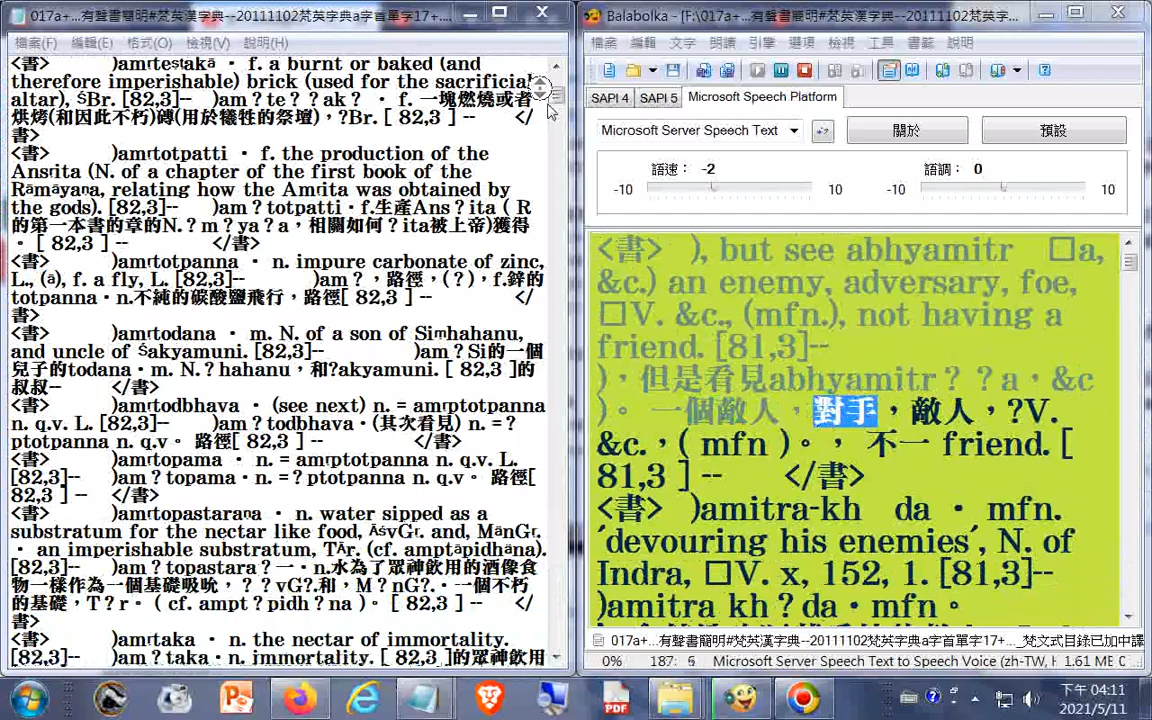 017a+...有聲書簡明#梵英漢字典--20111102梵英字典a字首單字17+...
檔案(F) 編輯(E) 格式(O) 檢視(V) 說明(H)
<書> )amṛteṣṭakā · f. a burnt or baked (and
therefore imperishable) brick (used for the sacrificial
altar), ŚBr. [82,3]-- )am？te？？ak？ · f. 一塊燃燒或者
烘烤(和因此不朽)磚(用於犧牲的祭壇)，?Br. [ 82,3 ] -- </
書>
<書> )amṛtotpatti · f. the production of the
Ansṛita (N. of a chapter of the first book of the
Rāmāyaṇa, relating how the Amṛita was obtained by
the gods). [82,3]-- )am？totpatti · f.生產Ans？ita ( R
的第一本書的章的N.？m？ya？a，相關如何？ita被上帝)獲得
。[ 82,3 ] -- </書>
<書> )amṛtotpanna · n. impure carbonate of zinc,
L., (ā), f. a fly, L. [82,3]-- )am？，路徑，(？)，f.鋅的
totpanna · n.不純的碳酸鹽飛行，路徑[ 82,3 ] -- </
書>
<書> )amṛtodana · m. N. of a son of Siṃhahanu,
and uncle of Śākyamuni. [82,3]-- )am？Si的一個
兒子的todana · m. N.？hahanu，和?akyamuni. [ 82,3 ]的
叔叔-- </書>
<書> )amṛtodbhava · (see next) n. = amṛptotpanna
n. q.v. L. [82,3]-- )am？todbhava · (其次看見) n. =？
ptotpanna n. q.v。 路徑[ 82,3 ] -- </書>
<書> )amṛtopama · n. = amṛptotpanna n. q.v. L.
[82,3]-- )am？topama · n. =？ptotpanna n. q.v。 路徑[
82,3 ] -- </書>
<書> )amṛtopastaraṇa · n. water sipped as a
substratum for the nectar like food, ĀśvGṛ. and, MānGṛ.
· an imperishable substratum, TĀr. (cf. amptāpidhāna).
[82,3]-- )am？topastara？一 · n.水為了眾神飲用的酒像食
物一樣作為一個基礎吸吮，？？vG?.和，M？nG?. · 一個不朽
的基礎，T？r。( cf. ampt？pidh？na )。[ 82,3 ] -- </
書>
<書> )amṛtaka · n. the nectar of immortality.
[82,3]-- )am？taka · n. immortality. [ 82,3 ]的眾神飲用
Balabolka - [F:\017a+...有聲書簡明#梵英漢字典--20111102梵英字...
檔案 編輯 文字 朗讀 引擎 選項 檢視 工具 書籤 說明
SAPI 4 SAPI 5 Microsoft Speech Platform
Microsoft Server Speech Text 關於 預設
語速： -2 語調： 0
-10 10 -10 10
<書> ), but see abhyamitr □a,
&c.) an enemy, adversary, foe,
□V. &c., (mfn.), not having a
friend. [81,3]--
)，但是看見abhyamitr？？a，&c
)。 一個敵人，對手，敵人，?V.
&c.，( mfn )。， 不一 friend. [
81,3 ] -- </書>
<書> )amitra-kh da · mfn.
´devouring his enemies´, N. of
Indra, □V. x, 152, 1. [81,3]--
)amitra kh？da · mfn。
017a+...有聲書簡明#梵英漢字典--20111102梵英字典a字首單字17+..._梵文式目錄已加中譯
0% 187: 6 Microsoft Server Speech Text to Speech Voice (zh-TW, H 1.61 MB
下午 04:11
2021/5/11